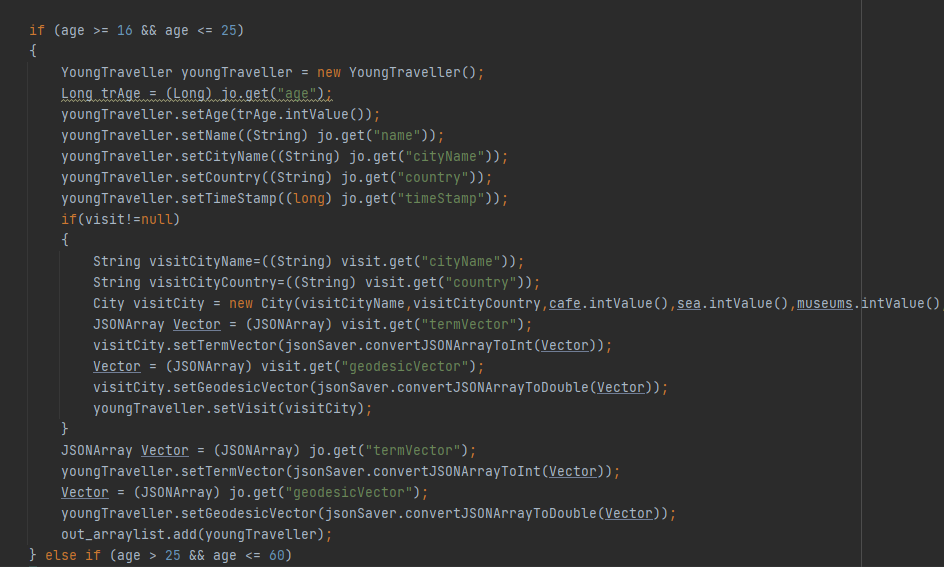 if (age >= 16 && age <= 25)
{
YoungTraveller youngTraveller = new YoungTraveller();
Long trAge = (Long) jo.get("age");
youngTraveller.setAge(trAge.intValue());
youngTraveller.setName((String) jo.get("name"));
youngTraveller.setCityName((String) jo.get("cityName"));
youngTraveller.setCountry((String) jo.get("country"));
youngTraveller.setTimeStamp((long) jo.get("timeStamp"));
if(visit!=null)
{
String visitCityName=((String) visit.get("cityName"));
String visitCityCountry=((String) visit.get("country"));
City visitCity = new City(visitCityName,visitCityCountry,cafe.intValue(),sea.intValue(),museums.intValue(),
JSONArray Vector = (JSONArray) visit.get("termVector");
visitCity.setTermVector(jsonSaver.convertJSONArrayToInt(Vector));
Vector = (JSONArray) visit.get("geodesicVector");
visitCity.setGeodesicVector(jsonSaver.convertJSONArrayToDouble(Vector));
youngTraveller.setVisit(visitCity);
}
JSONArray Vector = (JSONArray) jo.get("termVector");
youngTraveller.setTermVector(jsonSaver.convertJSONArrayToInt(Vector));
Vector = (JSONArray) jo.get("geodesicVector");
youngTraveller.setGeodesicVector(jsonSaver.convertJSONArrayToDouble(Vector));
out_arraylist.add(youngTraveller);
} else if (age > 25 && age <= 60)